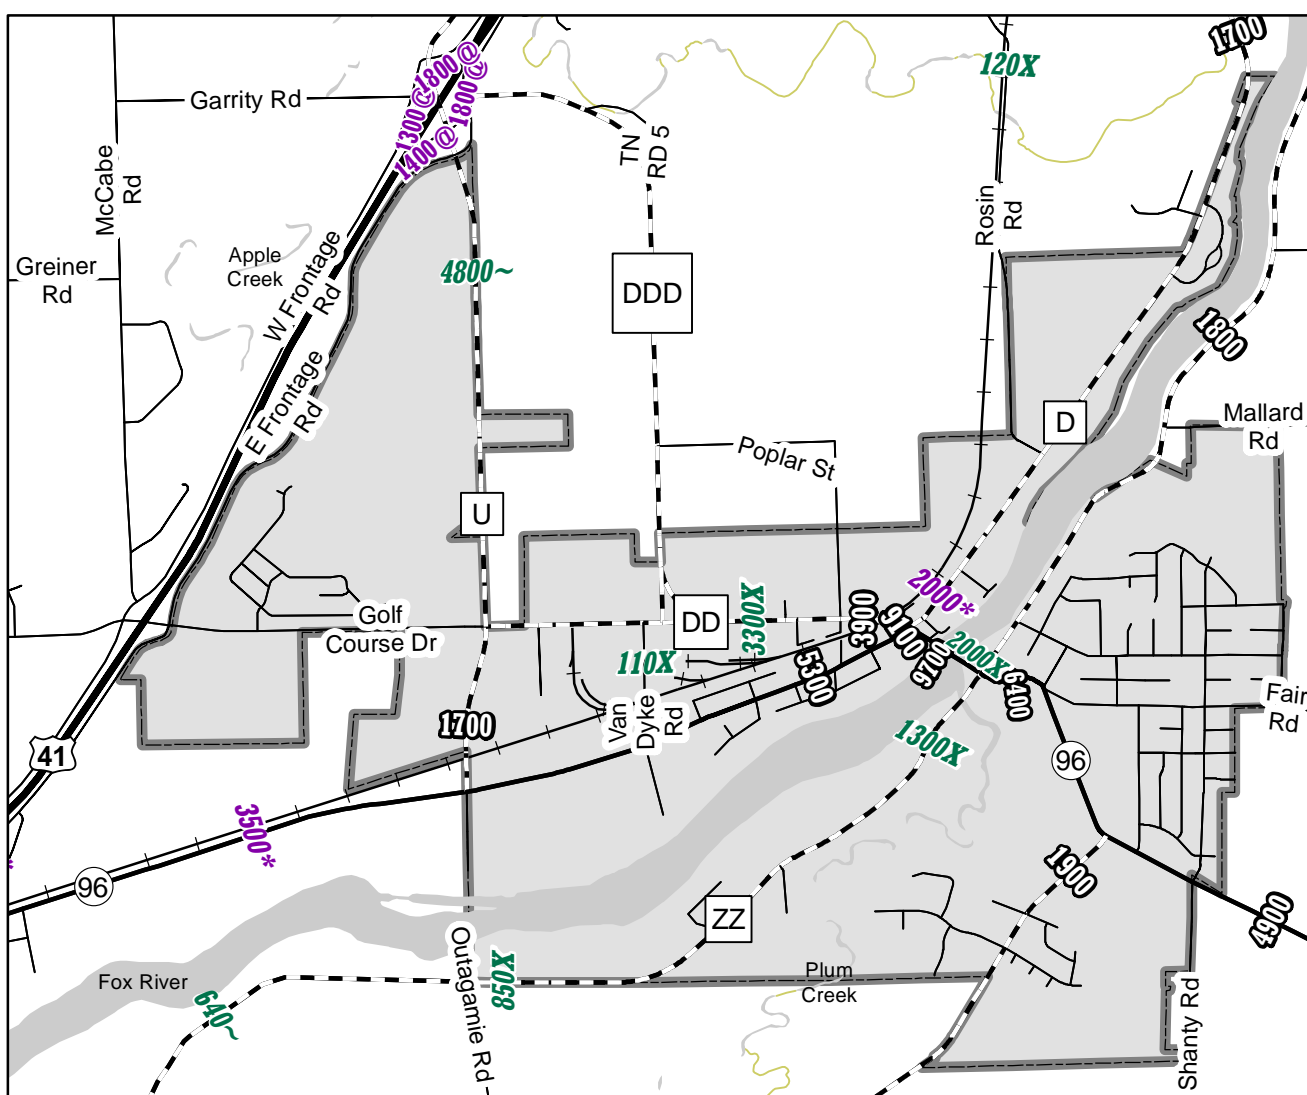 1700
1800 @
1300 @
1800 @
1400 @
120X
Garrity Rd
TN
RD 5
McCabe
Rd
Rosin
Rd
Apple
Creek
Greiner
Rd
W Frontage
Rd
4800~
DDD
1800
E Frontage
Rd
D
Mallard
Rd
Poplar St
U
2000*
Golf
Course Dr
DD
3300X
3900
9100
9700
2000X
6400
110X
5300
Fair
Rd
Van
Dyke
Rd
1700
1300X
41
96
3500*
*
1900
96
ZZ
4900
Outagamie Rd
850X
Fox River
640~
Plum
Creek
Shanty Rd